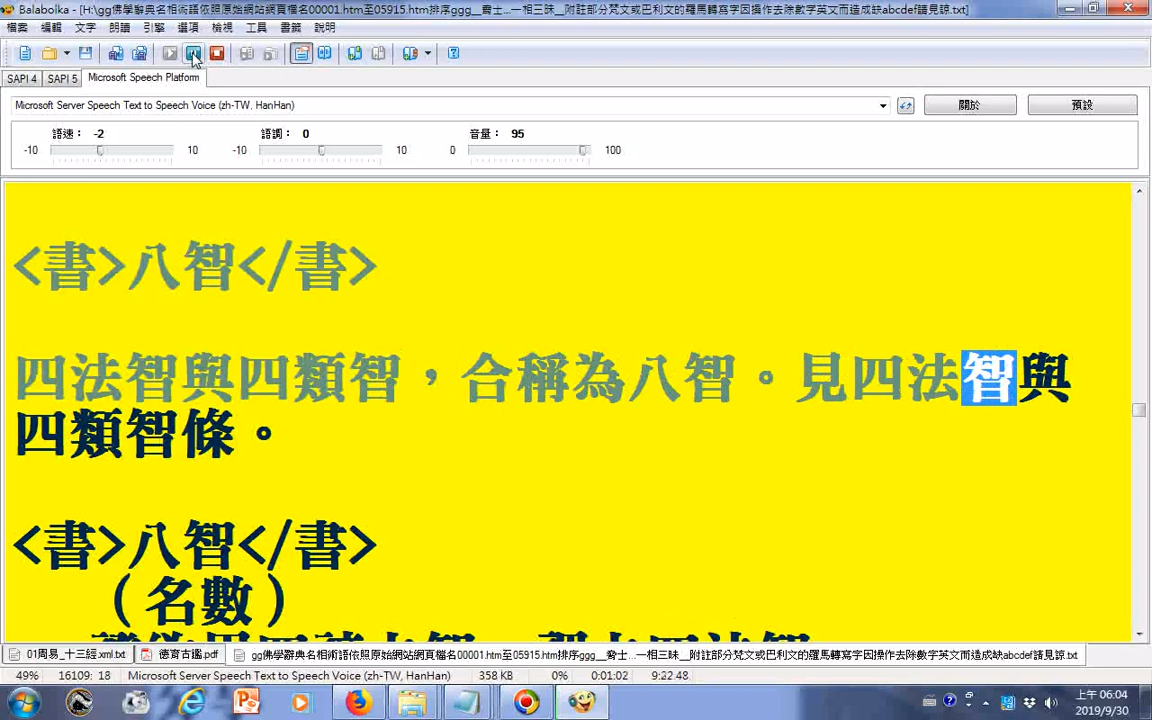 Balabolka - [H:\gg佛學辭典名相術語依照原始網站網頁檔名00001.htm至05915.htm排序ggg__脅士...一相三昧__附註部分梵文或巴利文的羅馬轉寫字因操作去除數字英文而造成缺abcdef請見諒.txt]
檔案 編輯 文字 朗讀 引擎 選項 檢視 工具 書籤 說明
SAPI 4 SAPI 5 Microsoft Speech Platform
Microsoft Server Speech Text to Speech Voice (zh-TW, HanHan) 關於 預設
語速： -2 語調： 0 音量： 95
-10 10 -10 10 0 100
<書>八智</書>
四法智與四類智，合稱為八智。見四法智與
四類智條。
<書>八智</書>
（名數）
01周易_十三經.xml.txt 德育古鑑.pdf gg佛學辭典名相術語依照原始網站網頁檔名00001.htm至05915.htm排序ggg__脅士...一相三昧__附註部分梵文或巴利文的羅馬轉寫字因操作去除數字英文而造成缺abcdef請見諒.txt
49% 16109: 18 Microsoft Server Speech Text to Speech Voice (zh-TW, HanHan) 358 KB 0% 0:01:02 9:22.48
上午 06:04
2019/9/30